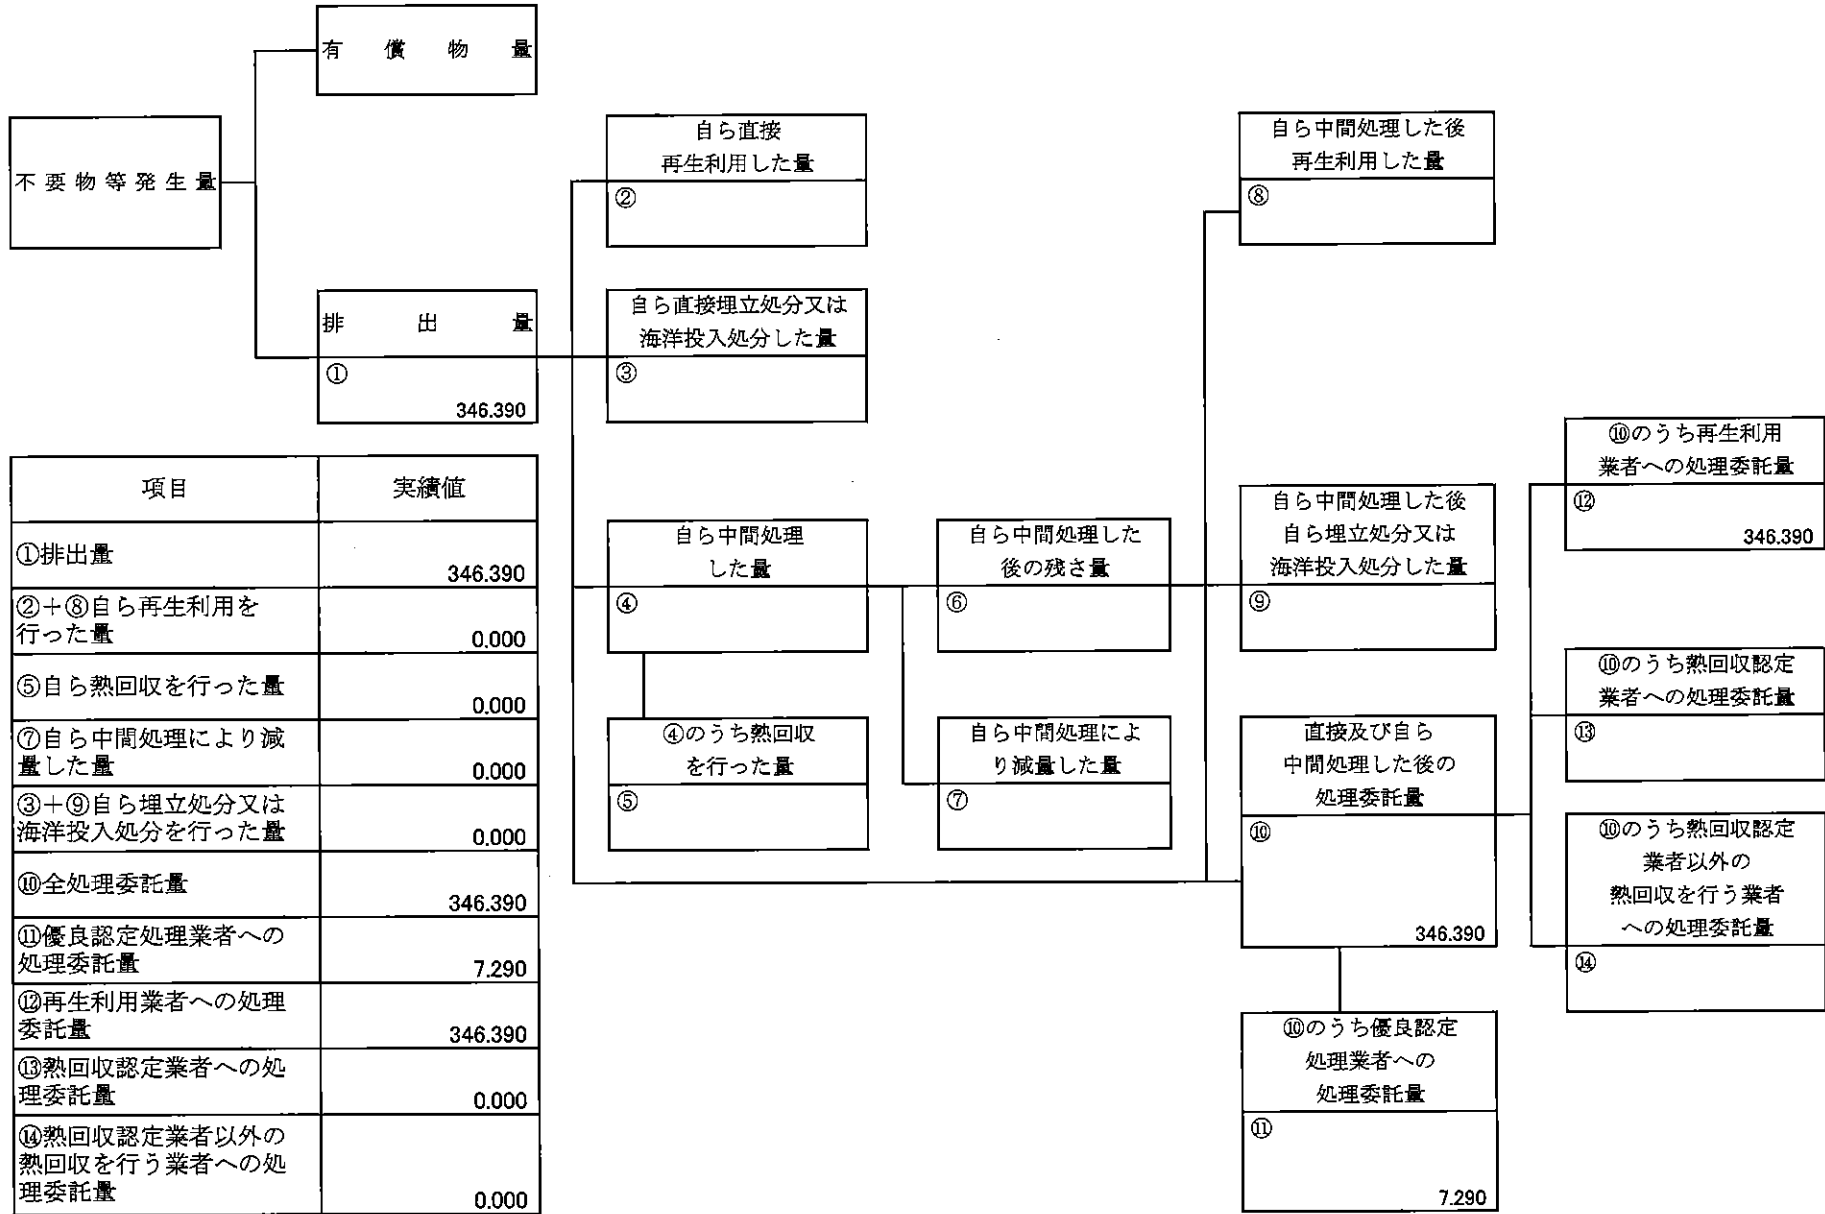 有償物量
不要物等発生量
排出量
①
346.390
自ら直接
再生利用した量
②
自ら直接埋立処分又は
海洋投入処分した量
③
自ら中間処理
した量
④
④のうち熱回収
を行った量
⑤
自ら中間処理した
後の残さ量
⑥
自ら中間処理によ
り減量した量
⑦
自ら中間処理した後
再生利用した量
⑧
自ら中間処理した後
自ら埋立処分又は
海洋投入処分した量
⑨
直接及び自ら
中間処理した後の
処理委託量
⑩
346.390
⑩のうち優良認定
処理業者への
処理委託量
⑪
7.290
⑩のうち再生利用
業者への処理委託量
⑫
346.390
⑩のうち熱回収認定
業者への処理委託量
⑬
⑩のうち熱回収認定
業者以外の
熱回収を行う業者
への処理委託量
⑭
項目 実績値
①排出量
346.390
②＋⑧自ら再生利用を
行った量 0.000
⑤自ら熱回収を行った量
0.000
⑦自ら中間処理により減
量した量 0.000
③＋⑨自ら埋立処分又は
海洋投入処分を行った量 0.000
⑩全処理委託量
346.390
⑪優良認定処理業者への
処理委託量 7.290
⑫再生利用業者への処理
委託量 346.390
⑬熱回収認定業者への処
理委託量 0.000
⑭熱回収認定業者以外の
熱回収を行う業者への処
理委託量 0.000